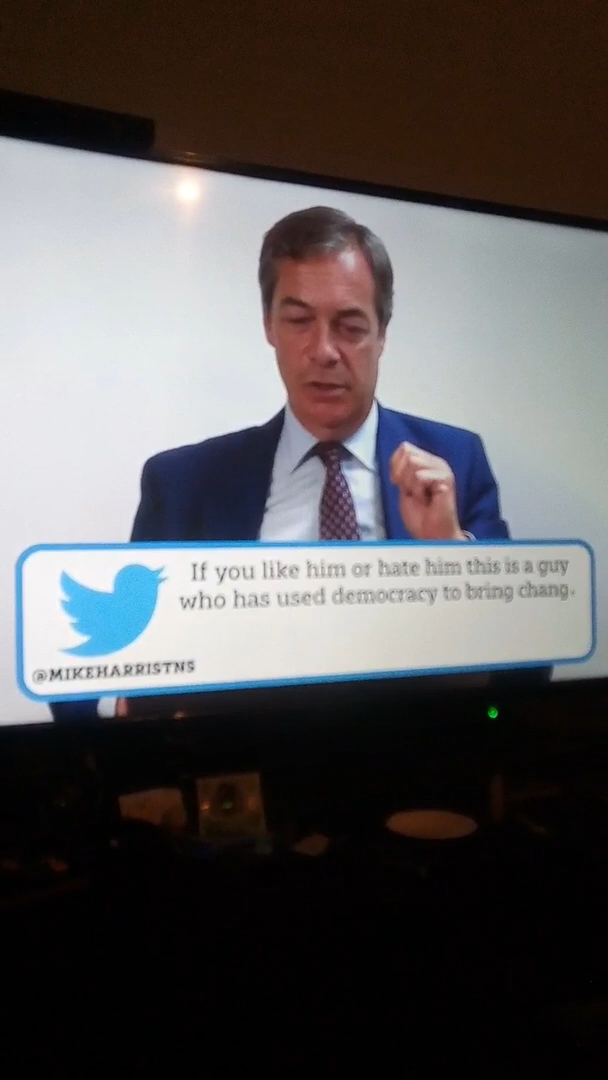 If you like him or hate him this is a guy
who has used democracy to bring chang.
@MIKEHARRISTNS